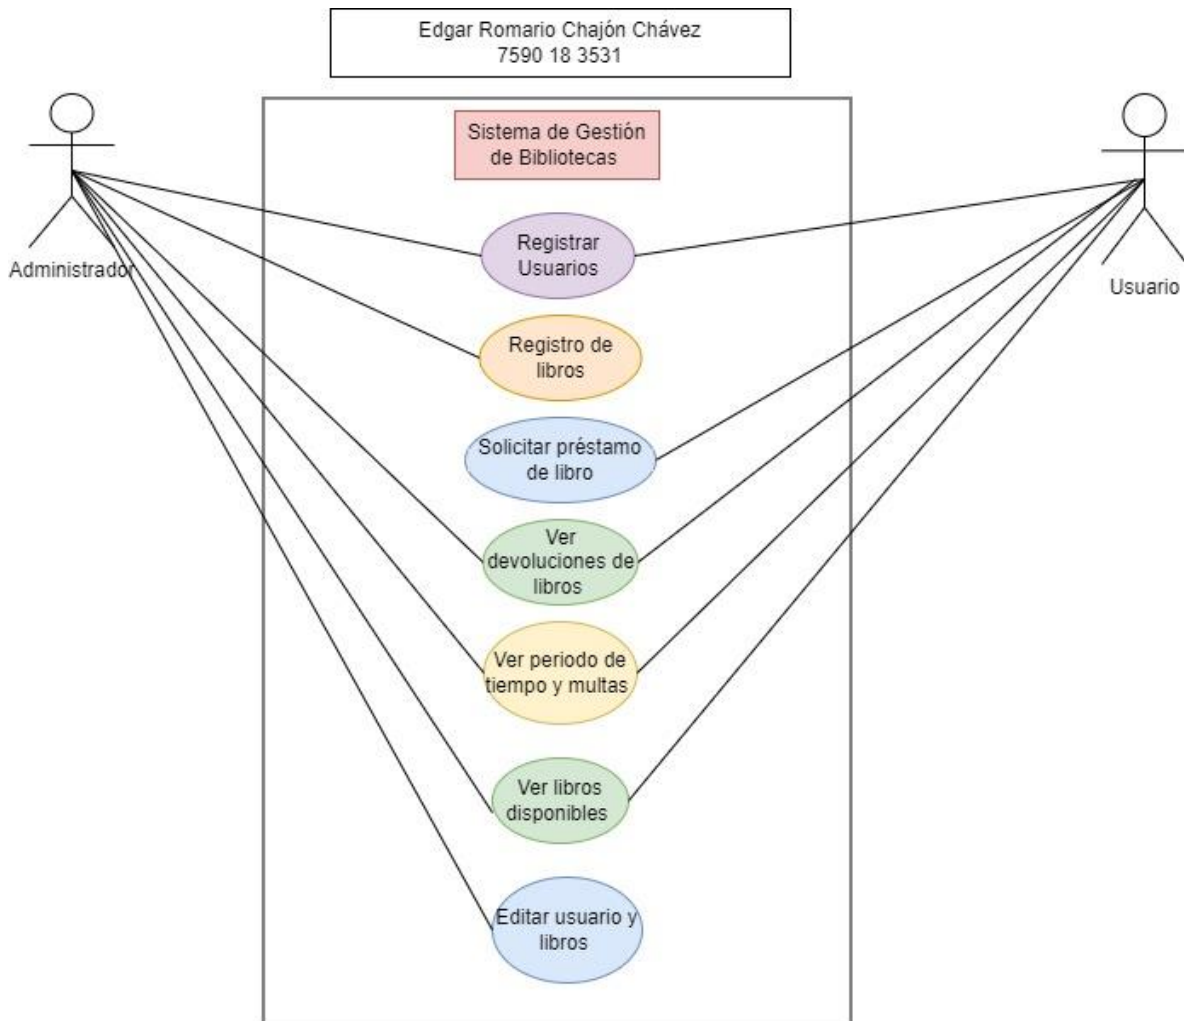 Edgar Romario Chajón Chávez
7590 18 3531
Sistema de Gestión
de Bibliotecas
Registrar
Usuarios
Administrador
Usuario
Registro de
libros
Solicitar préstamo
de libro
Ver
devoluciones de
libros
Ver periodo de
tiempo y multas
Ver libros
disponibles
Editar usuario y
libros